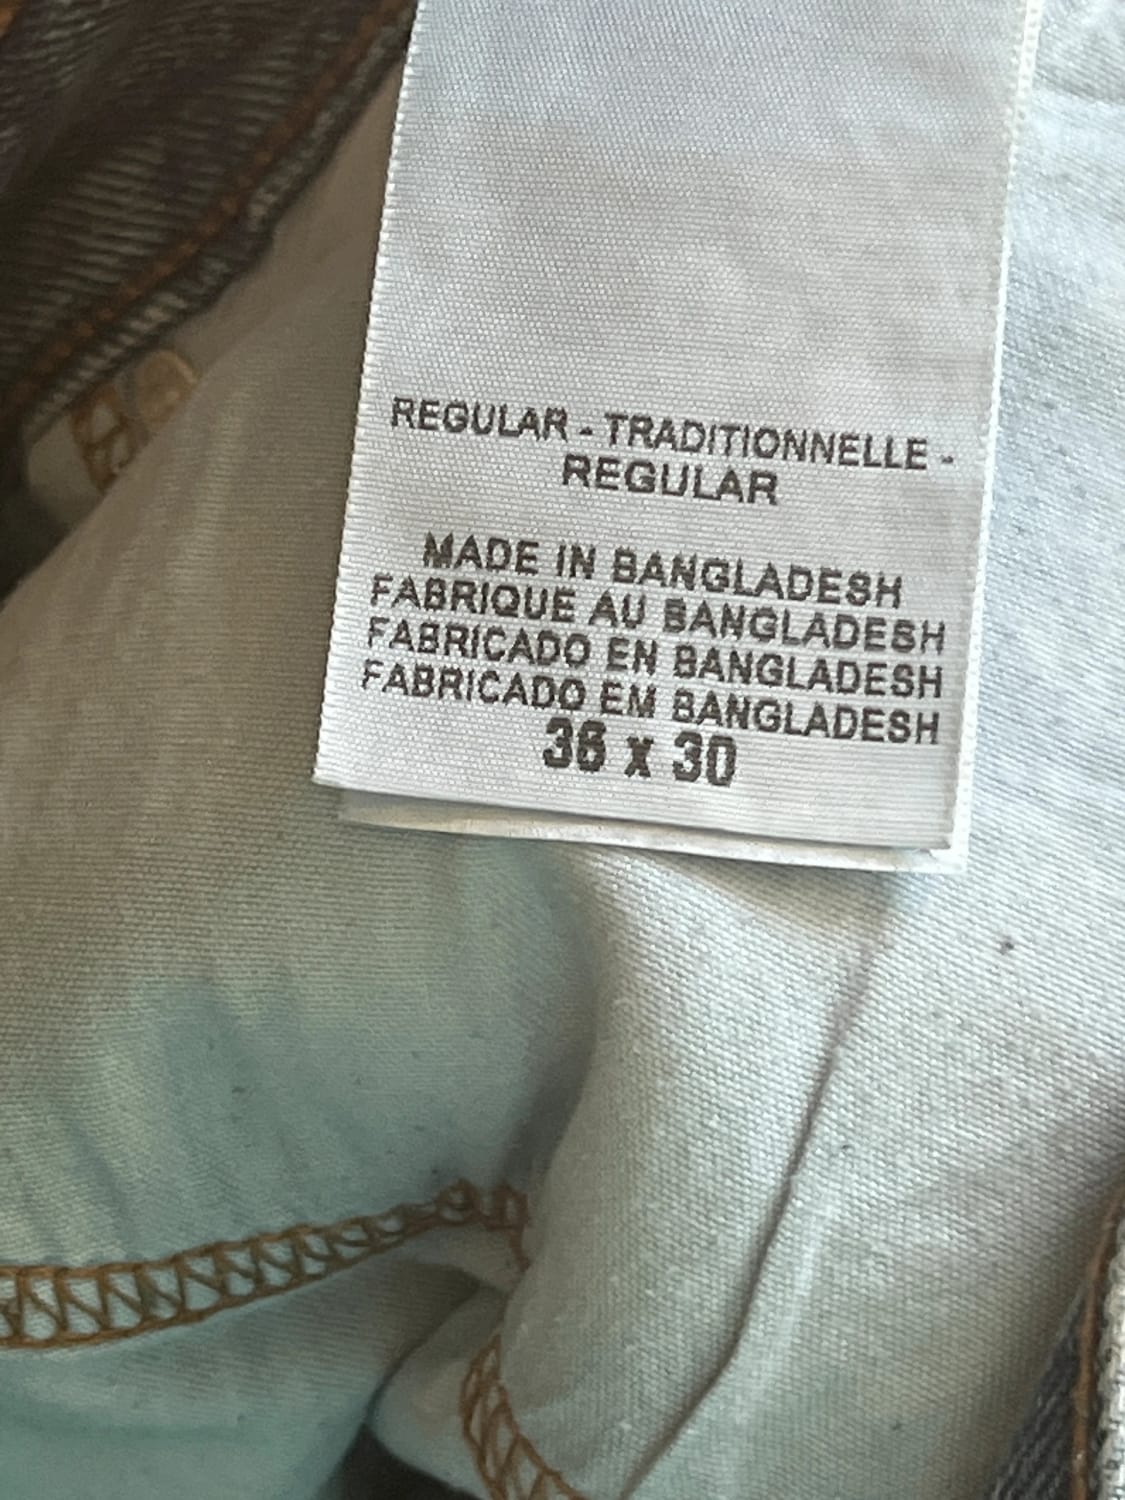 REGULAR - TRADITIONNELLE -
REGULAR
MADE IN BANGLADESH
FABRIQUE AU BANGLADESH
FABRICADO EN BANGLADESH
FABRICADO EM BANGLADESH
36 x 30